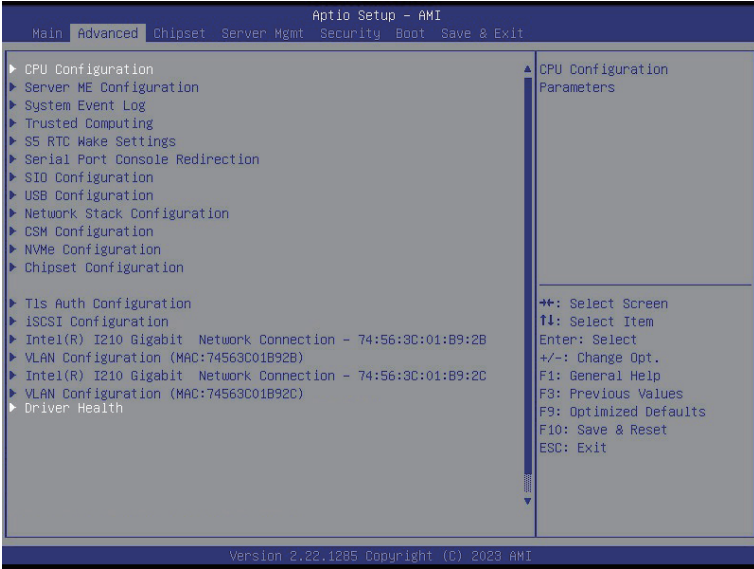 Aptio Setup – AMI
Main Advanced Chipset Server Mgmt Security Boot Save & Exit
CPU Configuration
Server ME Configuration
System Event Log
Trusted Computing
S5 RTC Wake Settings
Serial Port Console Redirection
SIO Configuration
USB Configuration
Network Stack Configuration
CSM Configuration
NVMe Configuration
Chipset Configuration
Tls Auth Configuration
iSCSI Configuration
Intel(R) I210 Gigabit  Network Connection – 74:56:3C:01:B9:2B
VLAN Configuration (MAC:74563C01B92B)
Intel(R) I210 Gigabit  Network Connection – 74:56:3C:01:B9:2C
VLAN Configuration (MAC:74563C01B92C)
Driver Health
CPU Configuration
Parameters
→←: Select Screen
↑↓: Select Item
Enter: Select
+/-: Change Opt.
F1: General Help
F3: Previous Values
F9: Optimized Defaults
F10: Save & Reset
ESC: Exit
Version 2.22.1285 Copyright (C) 2023 AMI